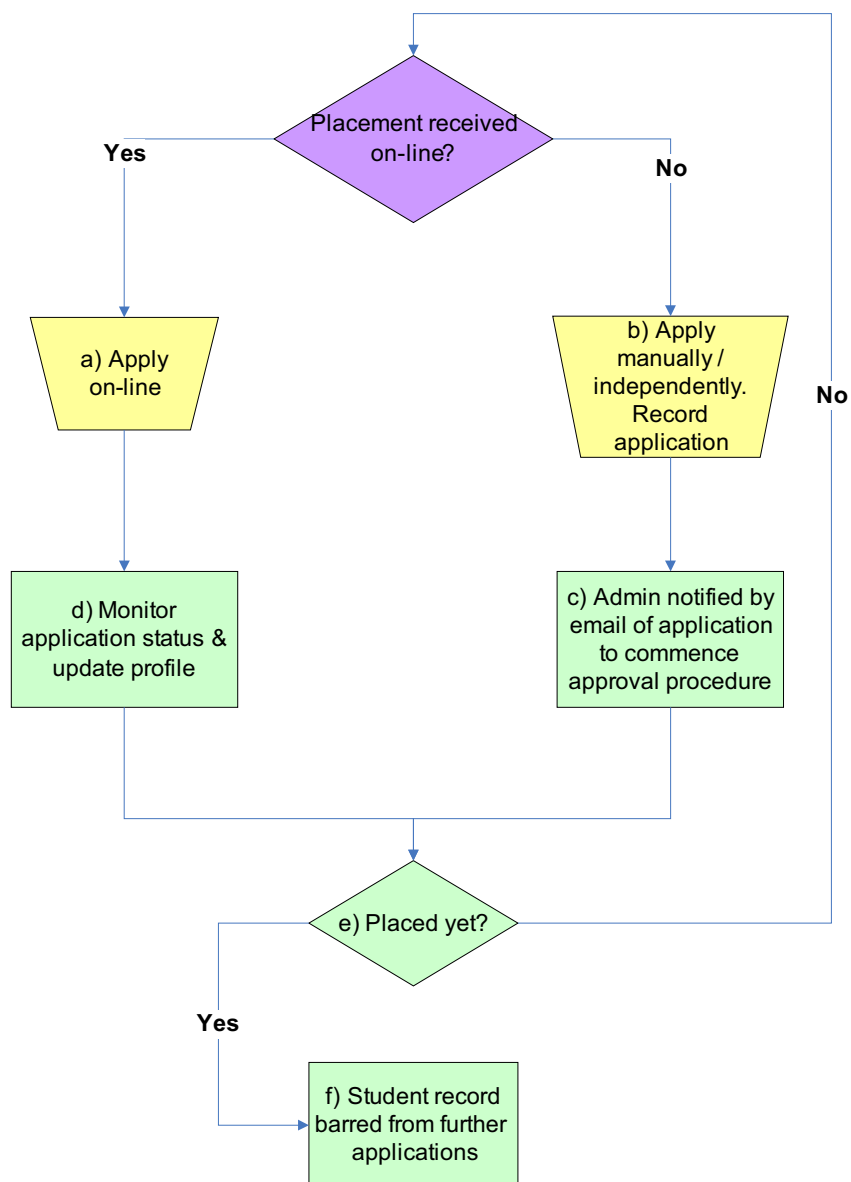 Placement received
on-line?
Yes
No
a) Apply
on-line
b) Apply
manually /
independently.
Record
application
No
d) Monitor
application status &
update profile
c) Admin notified by
email of application
to commence
approval procedure
e) Placed yet?
Yes
f) Student record
barred from further
applications